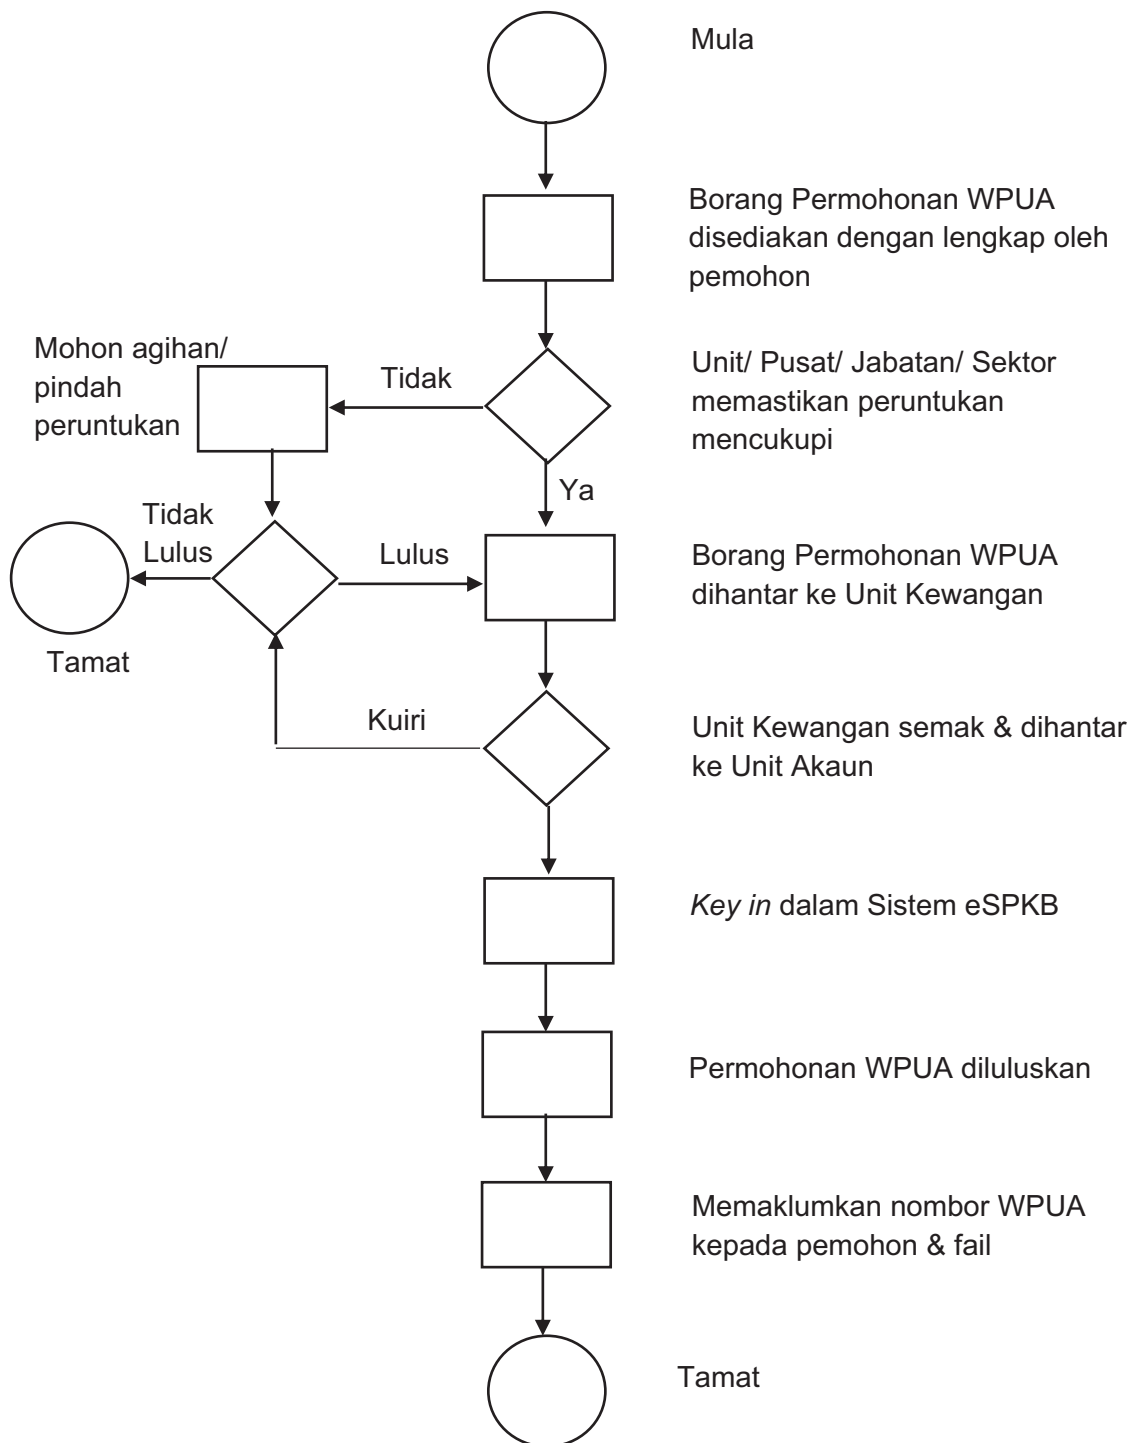 Mula
Borang Permohonan WPUA
disediakan dengan lengkap oleh
pemohon
Mohon agihan/
pindah
peruntukan
Tidak
Unit/ Pusat/ Jabatan/ Sektor
memastikan peruntukan
mencukupi
Ya
Tidak
Lulus
Lulus
Borang Permohonan WPUA
dihantar ke Unit Kewangan
Tamat
Kuiri
Unit Kewangan semak & dihantar
ke Unit Akaun
Key in dalam Sistem eSPKB
Permohonan WPUA diluluskan
Memaklumkan nombor WPUA
kepada pemohon & fail
Tamat